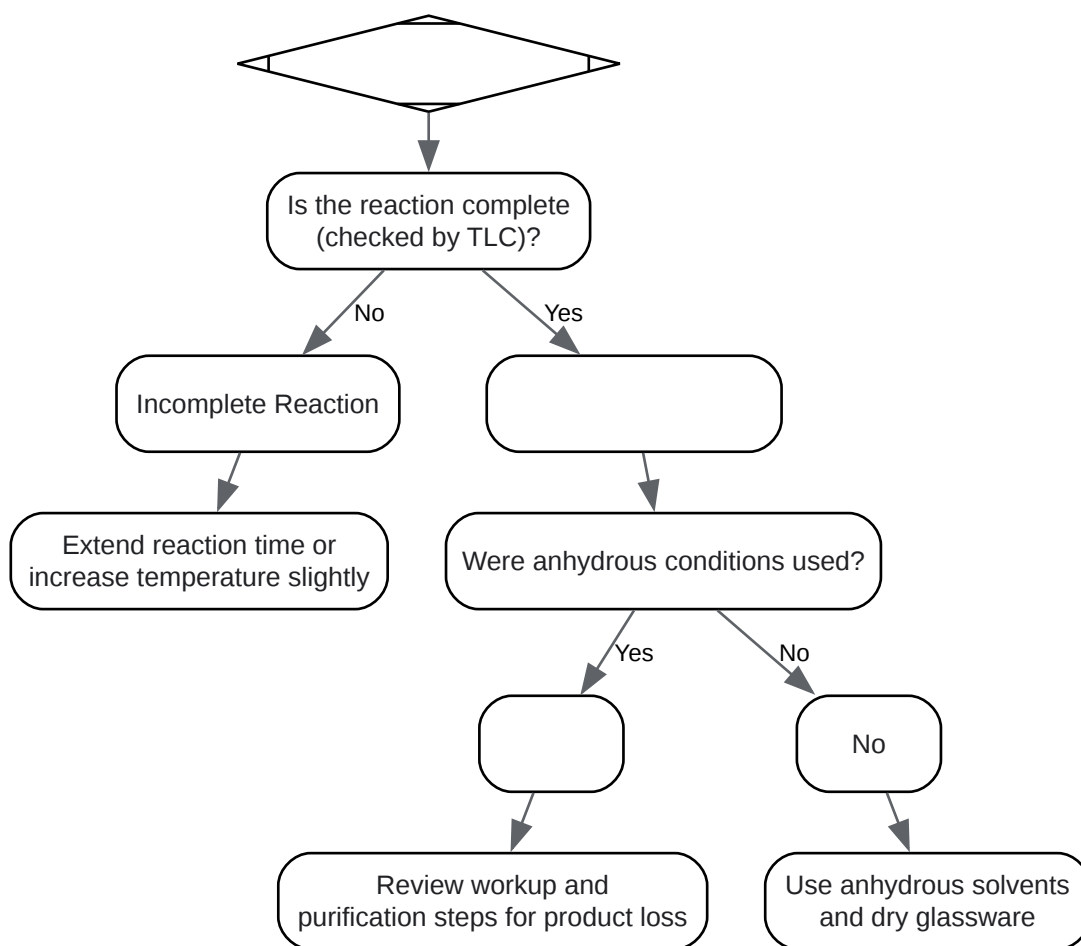 Is the reaction complete
(checked by TLC)?
No
Yes
Incomplete Reaction
Extend reaction time or
increase temperature slightly
Were anhydrous conditions used?
Yes
No
No
Review workup and
purification steps for product loss
Use anhydrous solvents
and dry glassware